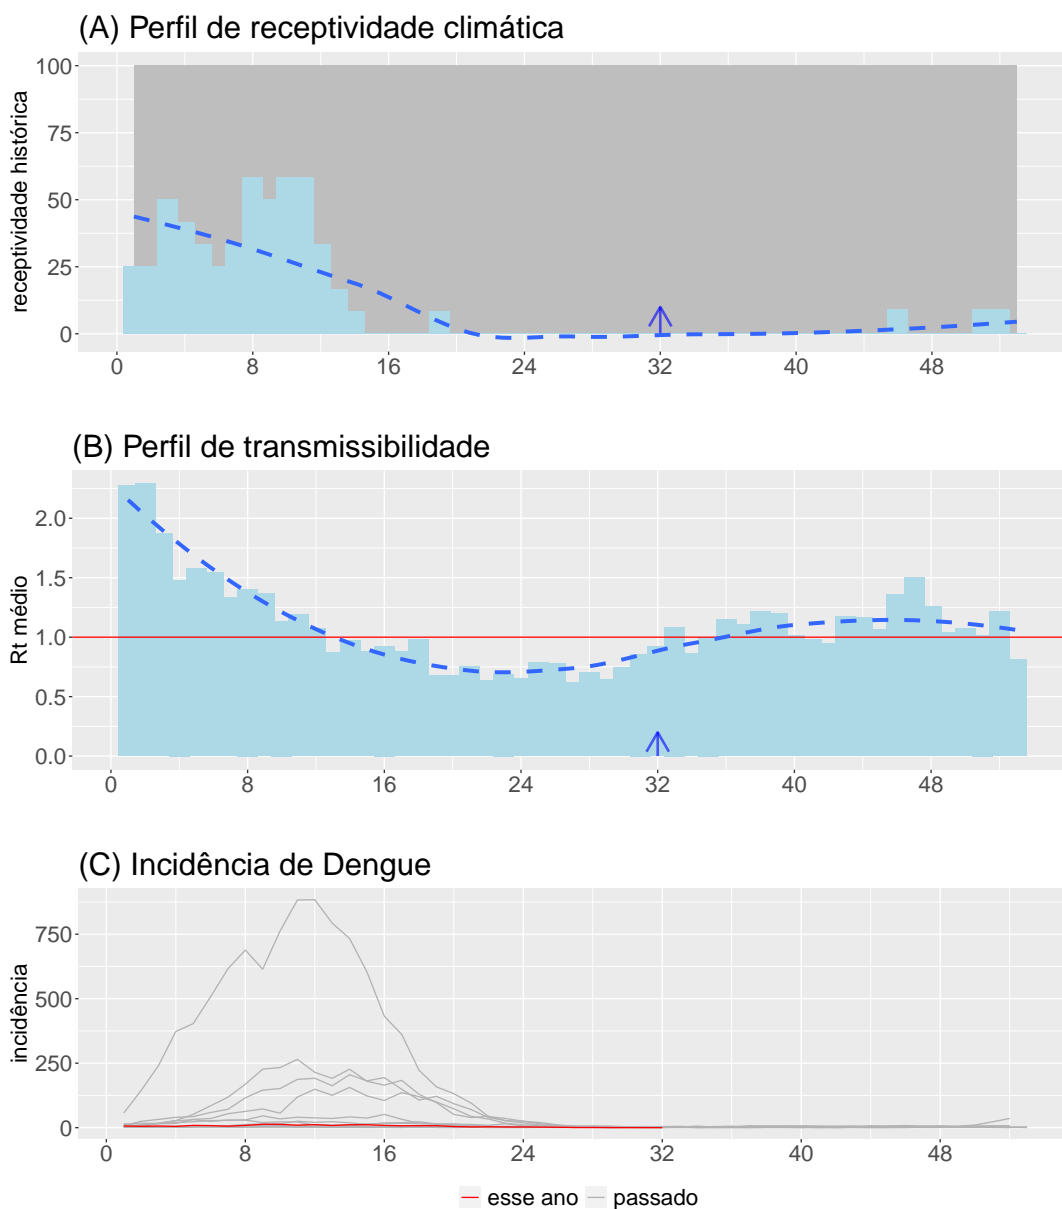 (A) Perfil de receptividade climática
receptividade histórica
100
75
50
25
0
0 8 16 24 32 40 48
(B) Perfil de transmissibilidade
Rt médio
2.0
1.5
1.0
0.5
0.0
0 8 16 24 32 40 48
(C) Incidência de Dengue
incidência
750
500
250
0
0 8 16 24 32 40 48
esse ano passado